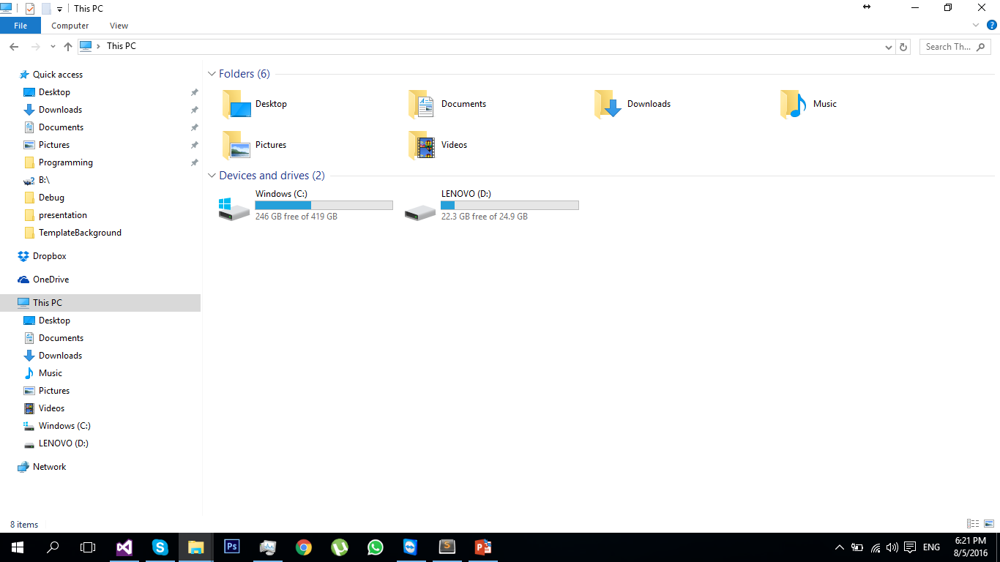 This PC
File Computer View
This PC
Search Th...
Quick access
Desktop
Downloads
Documents
Pictures
Programming
B:\
Debug
presentation
TemplateBackground
Dropbox
OneDrive
This PC
Desktop
Documents
Downloads
Music
Pictures
Videos
Windows (C:)
LENOVO (D:)
Network
Folders (6)
Desktop Documents Downloads Music
Pictures Videos
Devices and drives (2)
Windows (C:) LENOVO (D:)
246 GB free of 419 GB 22.3 GB free of 24.9 GB
8 items
Ps S P
ENG
6:21 PM
8/5/2016